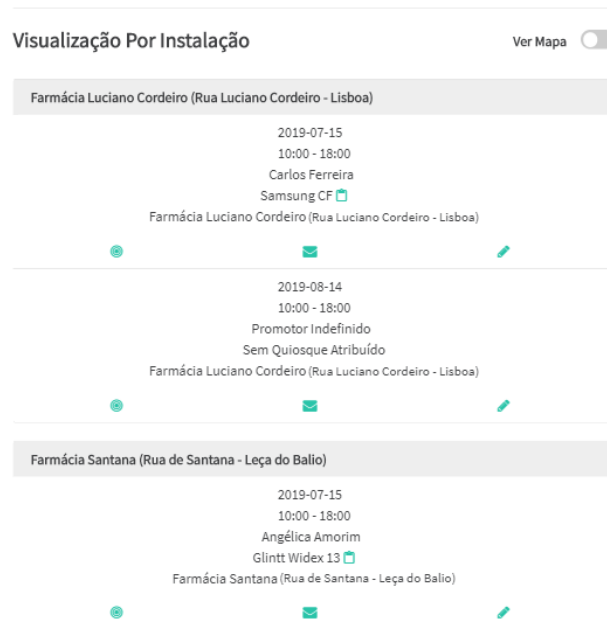 Visualização Por Instalação
Ver Mapa
Farmácia Luciano Cordeiro (Rua Luciano Cordeiro - Lisboa)
2019-07-15
10:00 - 18:00
Carlos Ferreira
Samsung CF
Farmácia Luciano Cordeiro (Rua Luciano Cordeiro - Lisboa)
2019-08-14
10:00 - 18:00
Promotor Indefinido
Sem Quiosque Atribuído
Farmácia Luciano Cordeiro (Rua Luciano Cordeiro - Lisboa)
Farmácia Santana (Rua de Santana - Leça do Balio)
2019-07-15
10:00 - 18:00
Angélica Amorim
Glintt Widex 13
Farmácia Santana (Rua de Santana - Leça do Balio)